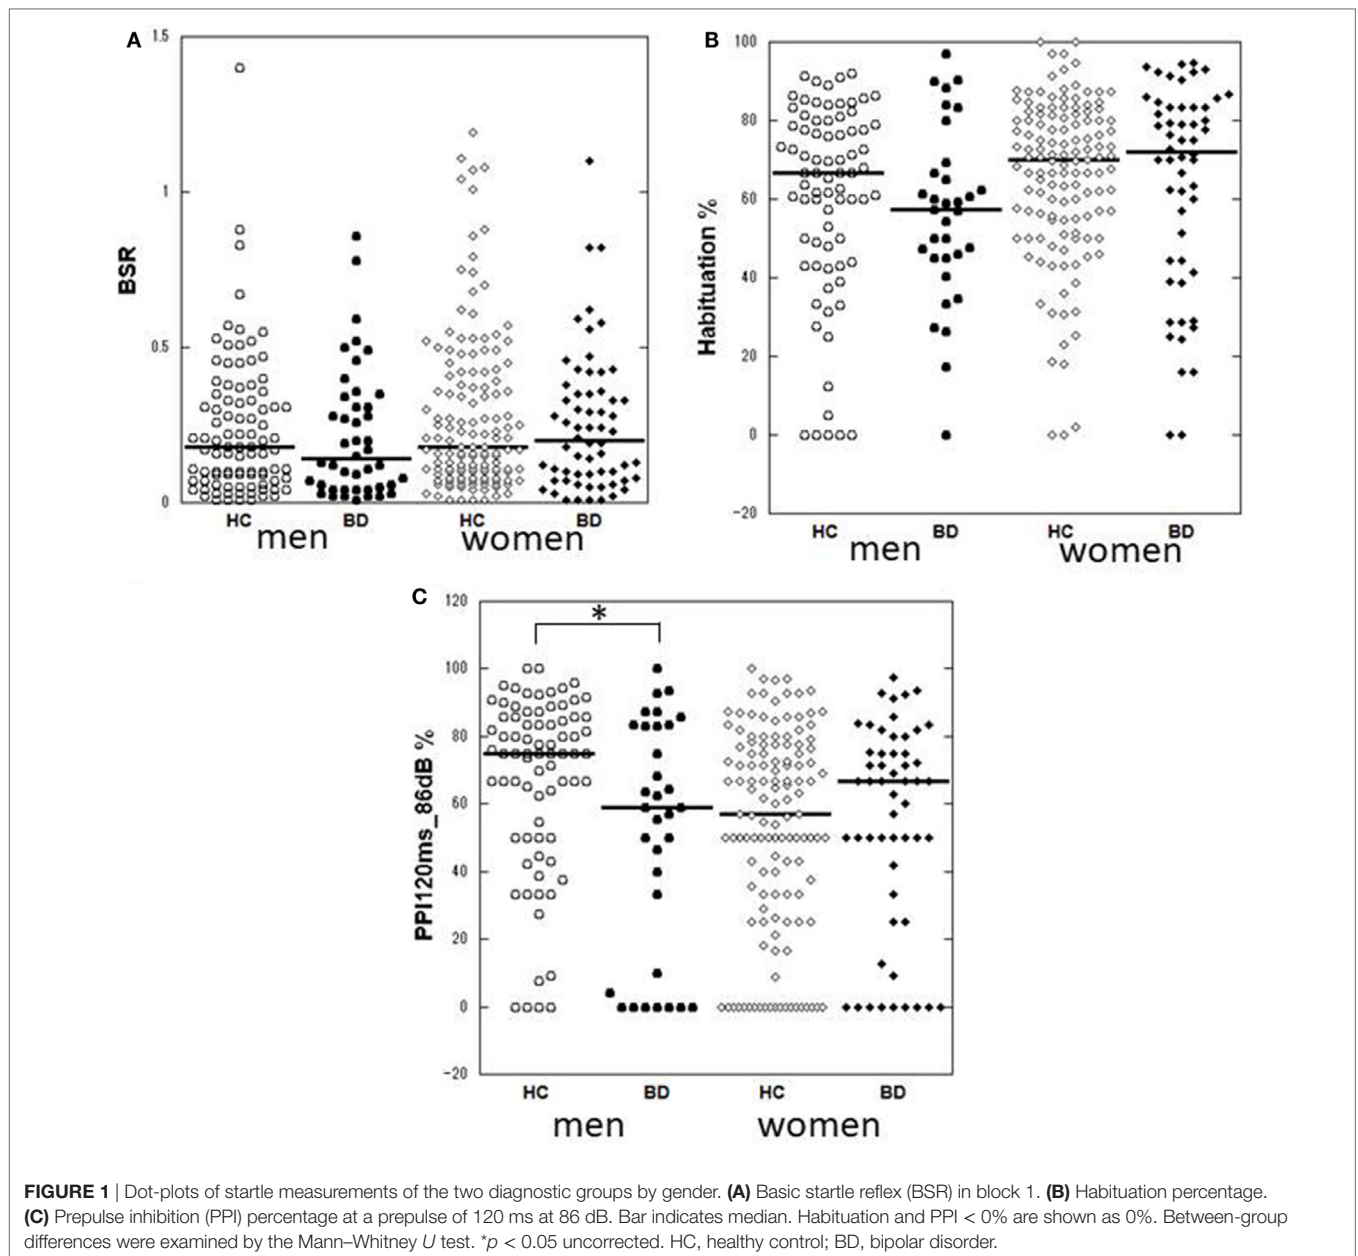 A
1.5
1
0.5
0
BSR
HC
BD
HC
BD
men
women
B
100
80
60
40
20
0
-20
Habituation %
HC
BD
HC
BD
men
women
C
120
100
80
60
40
20
0
-20
PPI120ms_86dB %
*
HC
BD
HC
BD
men
women
FIGURE 1 | Dot-plots of startle measurements of the two diagnostic groups by gender. (A) Basic startle reflex (BSR) in block 1. (B) Habituation percentage.
(C) Prepulse inhibition (PPI) percentage at a prepulse of 120 ms at 86 dB. Bar indicates median. Habituation and PPI < 0% are shown as 0%. Between-group
differences were examined by the Mann–Whitney U test. *p < 0.05 uncorrected. HC, healthy control; BD, bipolar disorder.